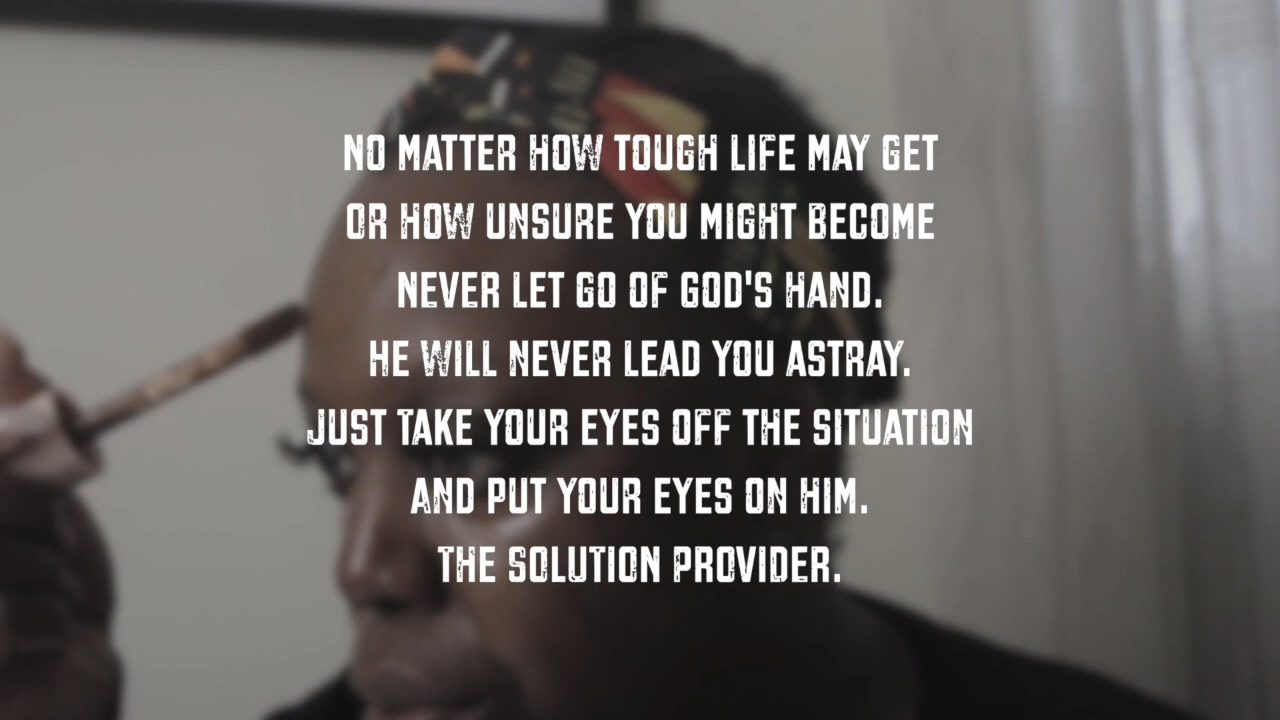 NO MATTER HOW TOUGH LIFE MAY GET
OR HOW UNSURE YOU MIGHT BECOME
NEVER LET GO OF GOD'S HAND.
HE WILL NEVER LEAD YOU ASTRAY.
JUST TAKE YOUR EYES OFF THE SITUATION
AND PUT YOUR EYES ON HIM.
THE SOLUTION PROVIDER.